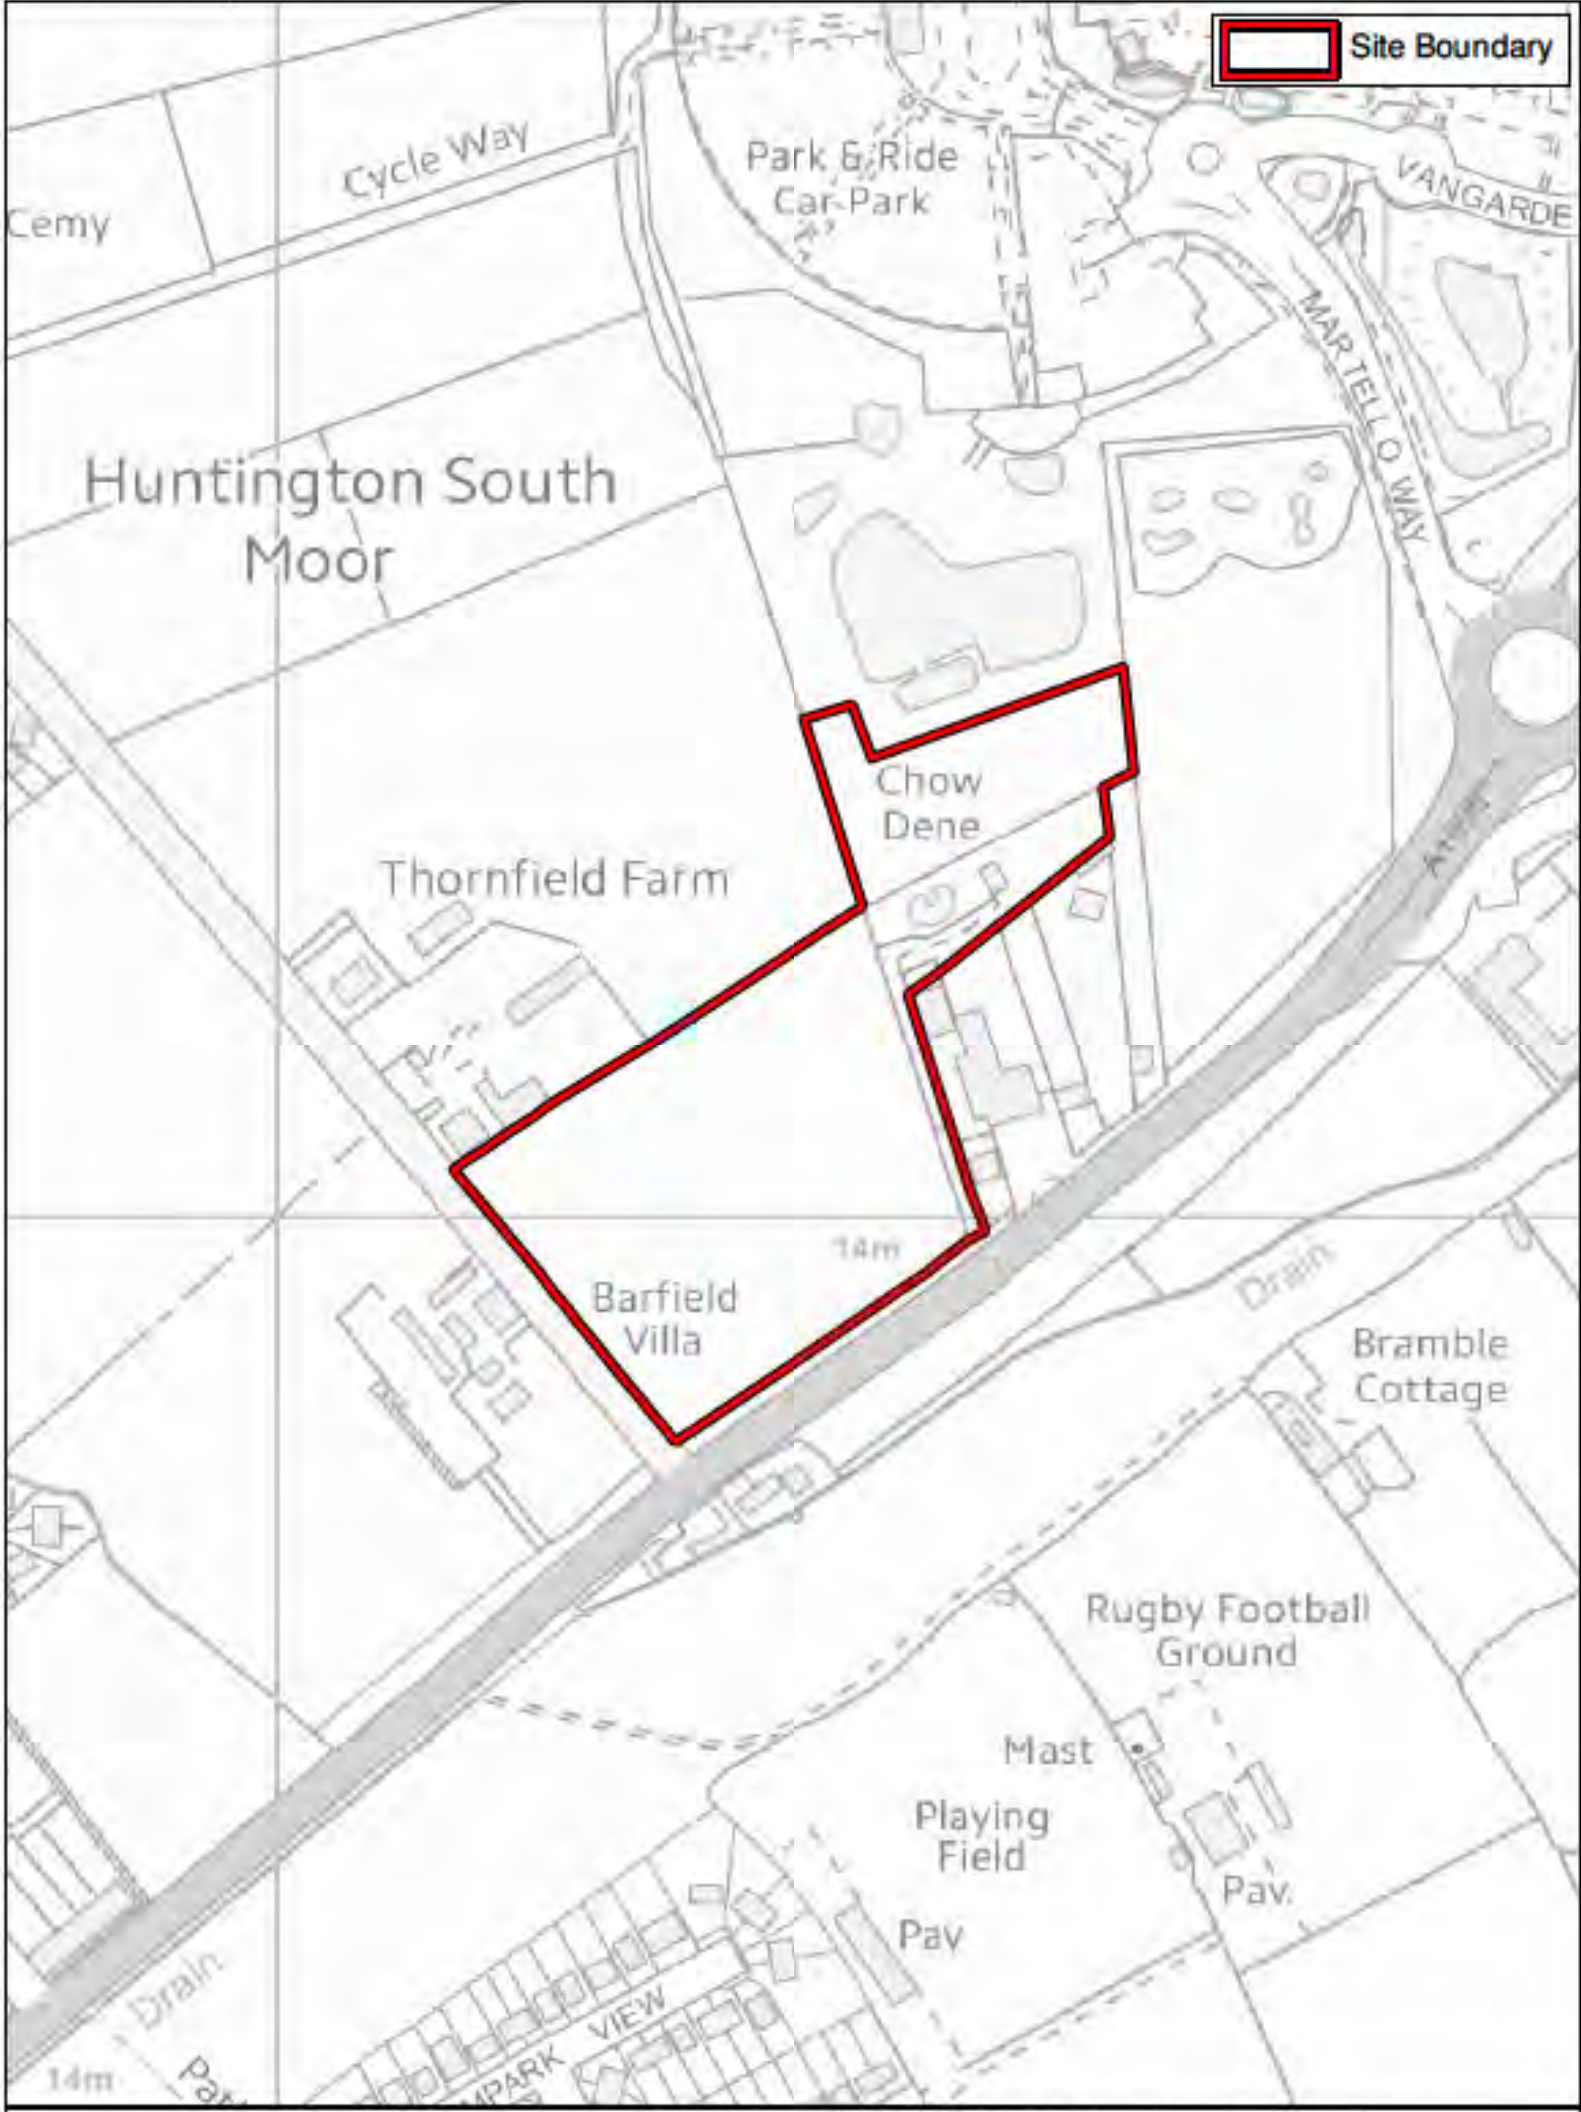 Site Boundary
Cycle Way
Park & Ride
Car Park
VANGARDE
Cemy
MARTELLO WAY
Huntington South
Moor
Chow
Dene
Thornfield Farm
14m
Barfield
Villa
Drain
Bramble
Cottage
Rugby Football
Ground
Mast
Playing
Field
Pav.
Pav
Drain
VIEW
MPARK
14m